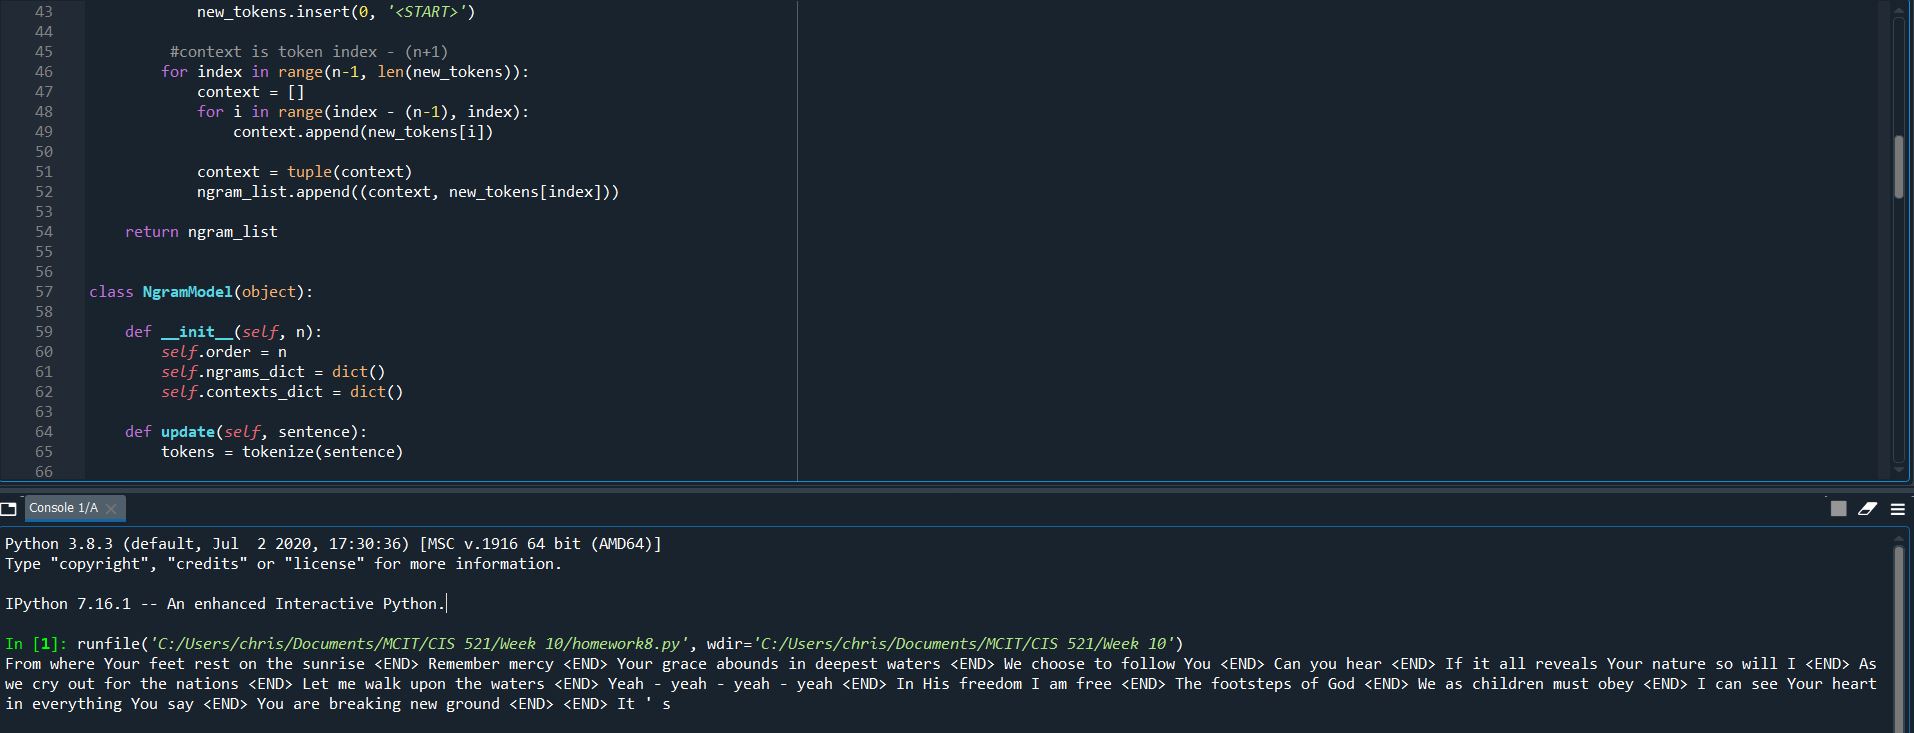 43            new_tokens.insert(0, '<START>')
44
45         #context is token index - (n+1)
46        for index in range(n-1, len(new_tokens)):
47            context = []
48            for i in range(index - (n-1), index):
49                context.append(new_tokens[i])
50
51            context = tuple(context)
52            ngram_list.append((context, new_tokens[index]))
53
54    return ngram_list
55
56
57 class NgramModel(object):
58
59    def __init__(self, n):
60        self.order = n
61        self.ngrams_dict = dict()
62        self.contexts_dict = dict()
63
64    def update(self, sentence):
65        tokens = tokenize(sentence)
66
Console 1/A
Python 3.8.3 (default, Jul  2 2020, 17:30:36) [MSC v.1916 64 bit (AMD64)]
Type "copyright", "credits" or "license" for more information.
IPython 7.16.1 -- An enhanced Interactive Python.
In [1]: runfile('C:/Users/chris/Documents/MCIT/CIS 521/Week 10/homework8.py', wdir='C:/Users/chris/Documents/MCIT/CIS 521/Week 10')
From where Your feet rest on the sunrise <END> Remember mercy <END> Your grace abounds in deepest waters <END> We choose to follow You <END> Can you hear <END> If it all reveals Your nature so will I <END> As
we cry out for the nations <END> Let me walk upon the waters <END> Yeah - yeah - yeah - yeah <END> In His freedom I am free <END> The footsteps of God <END> We as children must obey <END> I can see Your heart
in everything You say <END> You are breaking new ground <END> <END> It ' s